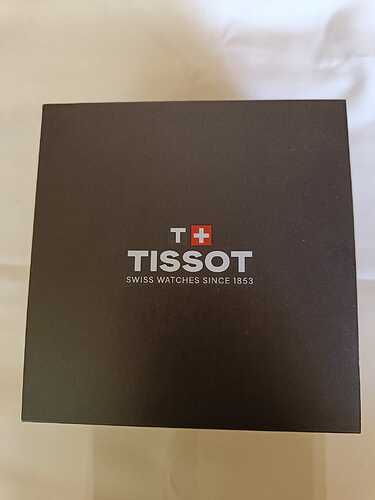 T+
TISSOT
SWISS WATCHES SINCE 1853